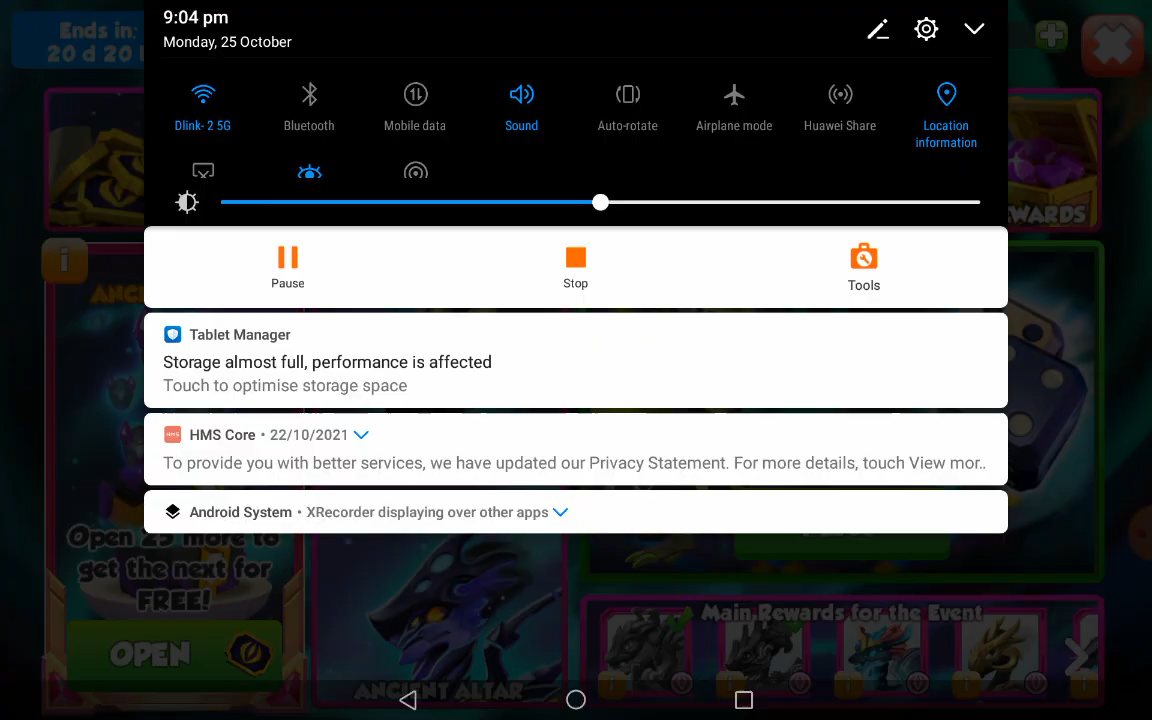 9:04 pm
Monday, 25 October
Ends in:
20 d 20
Dlink- 2 5G
Bluetooth
Mobile data
Sound
Auto-rotate
Airplane mode
Huawei Share
Location
information
WARDS
Pause
Stop
Tools
Tablet Manager
Storage almost full, performance is affected
Touch to optimise storage space
HMS Core • 22/10/2021
To provide you with better services, we have updated our Privacy Statement. For more details, touch View mor..
Android System • XRecorder displaying over other apps
Open 25 more to
get the next for
FREE!
OPEN
ANCIENT ALTAR
Main Rewards for the Event